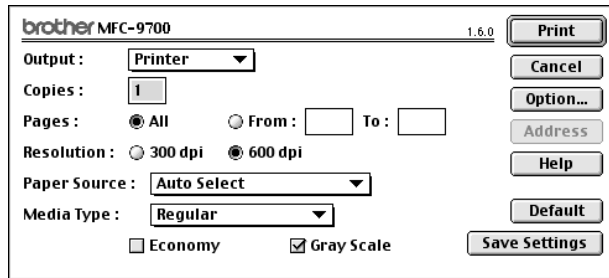 brother MFC-9700 1.6.0 Print
Output : Printer Cancel
Copies : 1 Option...
Pages : All From : To : Address
Resolution : 300 dpi 600 dpi Help
Paper Source : Auto Select
Media Type : Regular Default
Economy Gray Scale Save Settings